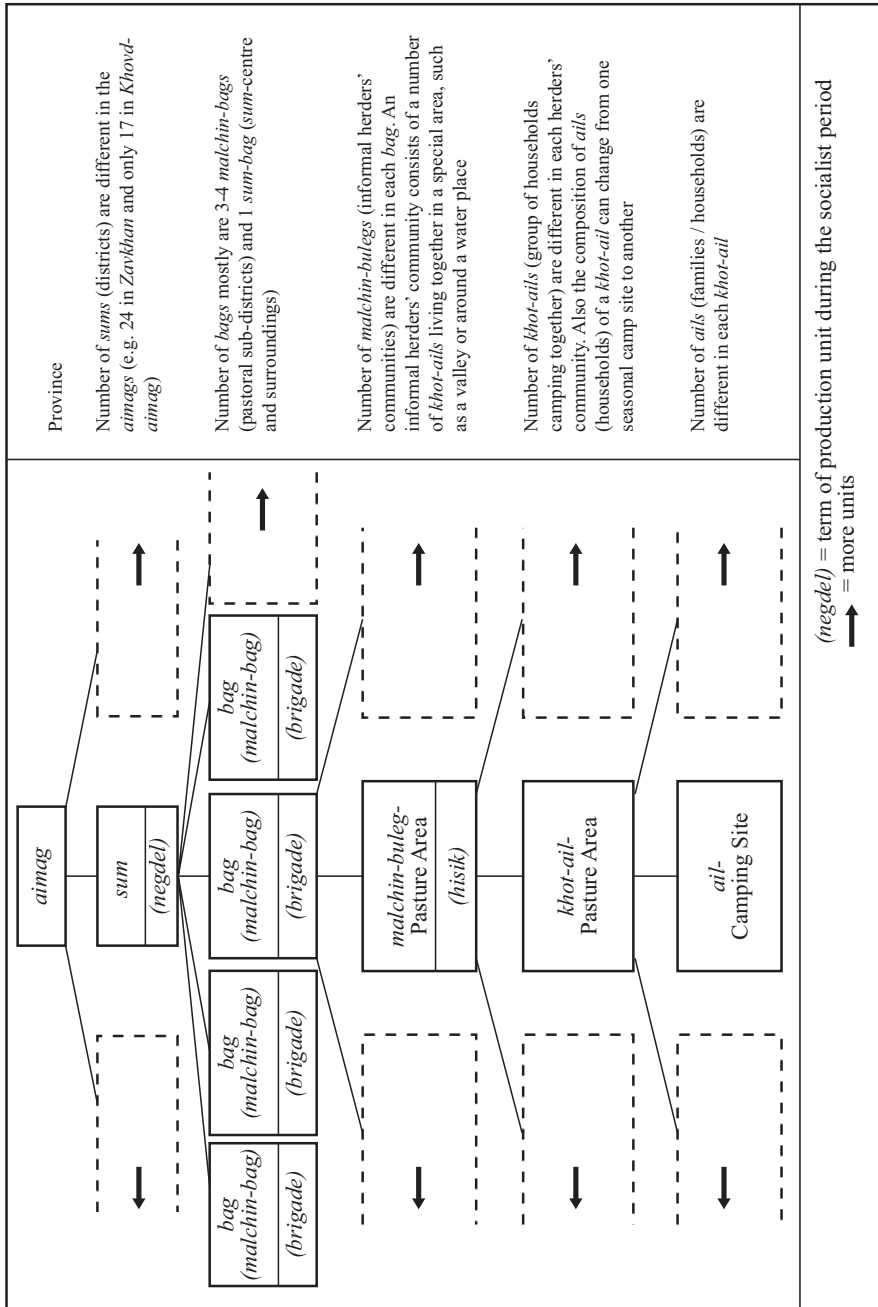 aimag
Province
sum
(negdel)
Number of sums (districts) are different in the
aimags (e.g. 24 in Zavkhan and only 17 in Khovd-
aimag)
bag
(malchin-bag)
(brigade)
bag
(malchin-bag)
(brigade)
bag
(malchin-bag)
(brigade)
bag
(malchin-bag)
(brigade)
Number of bags mostly are 3-4 malchin-bags
(pastoral sub-districts) and 1 sum-bag (sum-centre
and surroundings)
malchin-buleg-
Pasture Area
(hisik)
Number of malchin-bulegs (informal herders'
communities) are different in each bag. An
informal herders' community consists of a number
of khot-ails living together in a special area, such
as a valley or around a water place
khot-ail-
Pasture Area
Number of khot-ails (group of households
camping together) are different in each herders'
community. Also the composition of ails
(households) of a khot-ail can change from one
seasonal camp site to another
ail-
Camping Site
Number of ails (families / households) are
different in each khot-ail
(negdel) = term of production unit during the socialist period
= more units